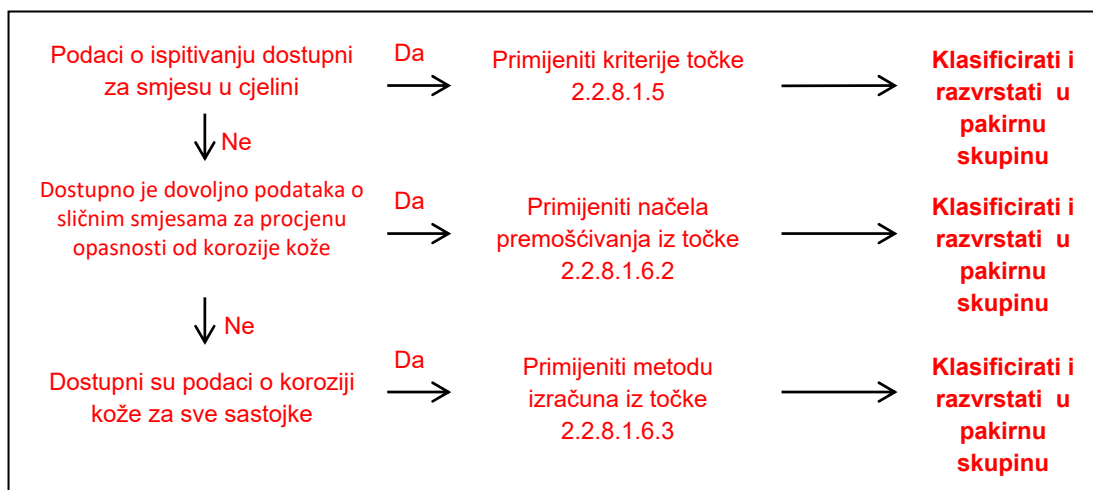 Podaci o ispitivanju dostupni
za smjesu u cjelini
Da
Primijeniti kriterije točke
2.2.8.1.5
Klasificirati i
razvrstati u
pakirnu
skupinu
Ne
Dostupno je dovoljno podataka o
sličnim smjesama za procjenu
opasnosti od korozije kože
Da
Primijeniti načela
premošćivanja iz točke
2.2.8.1.6.2
Klasificirati i
razvrstati u
pakirnu
skupinu
Ne
Dostupni su podaci o koroziji
kože za sve sastojke
Da
Primijeniti metodu
izračuna iz točke
2.2.8.1.6.3
Klasificirati i
razvrstati u
pakirnu
skupinu